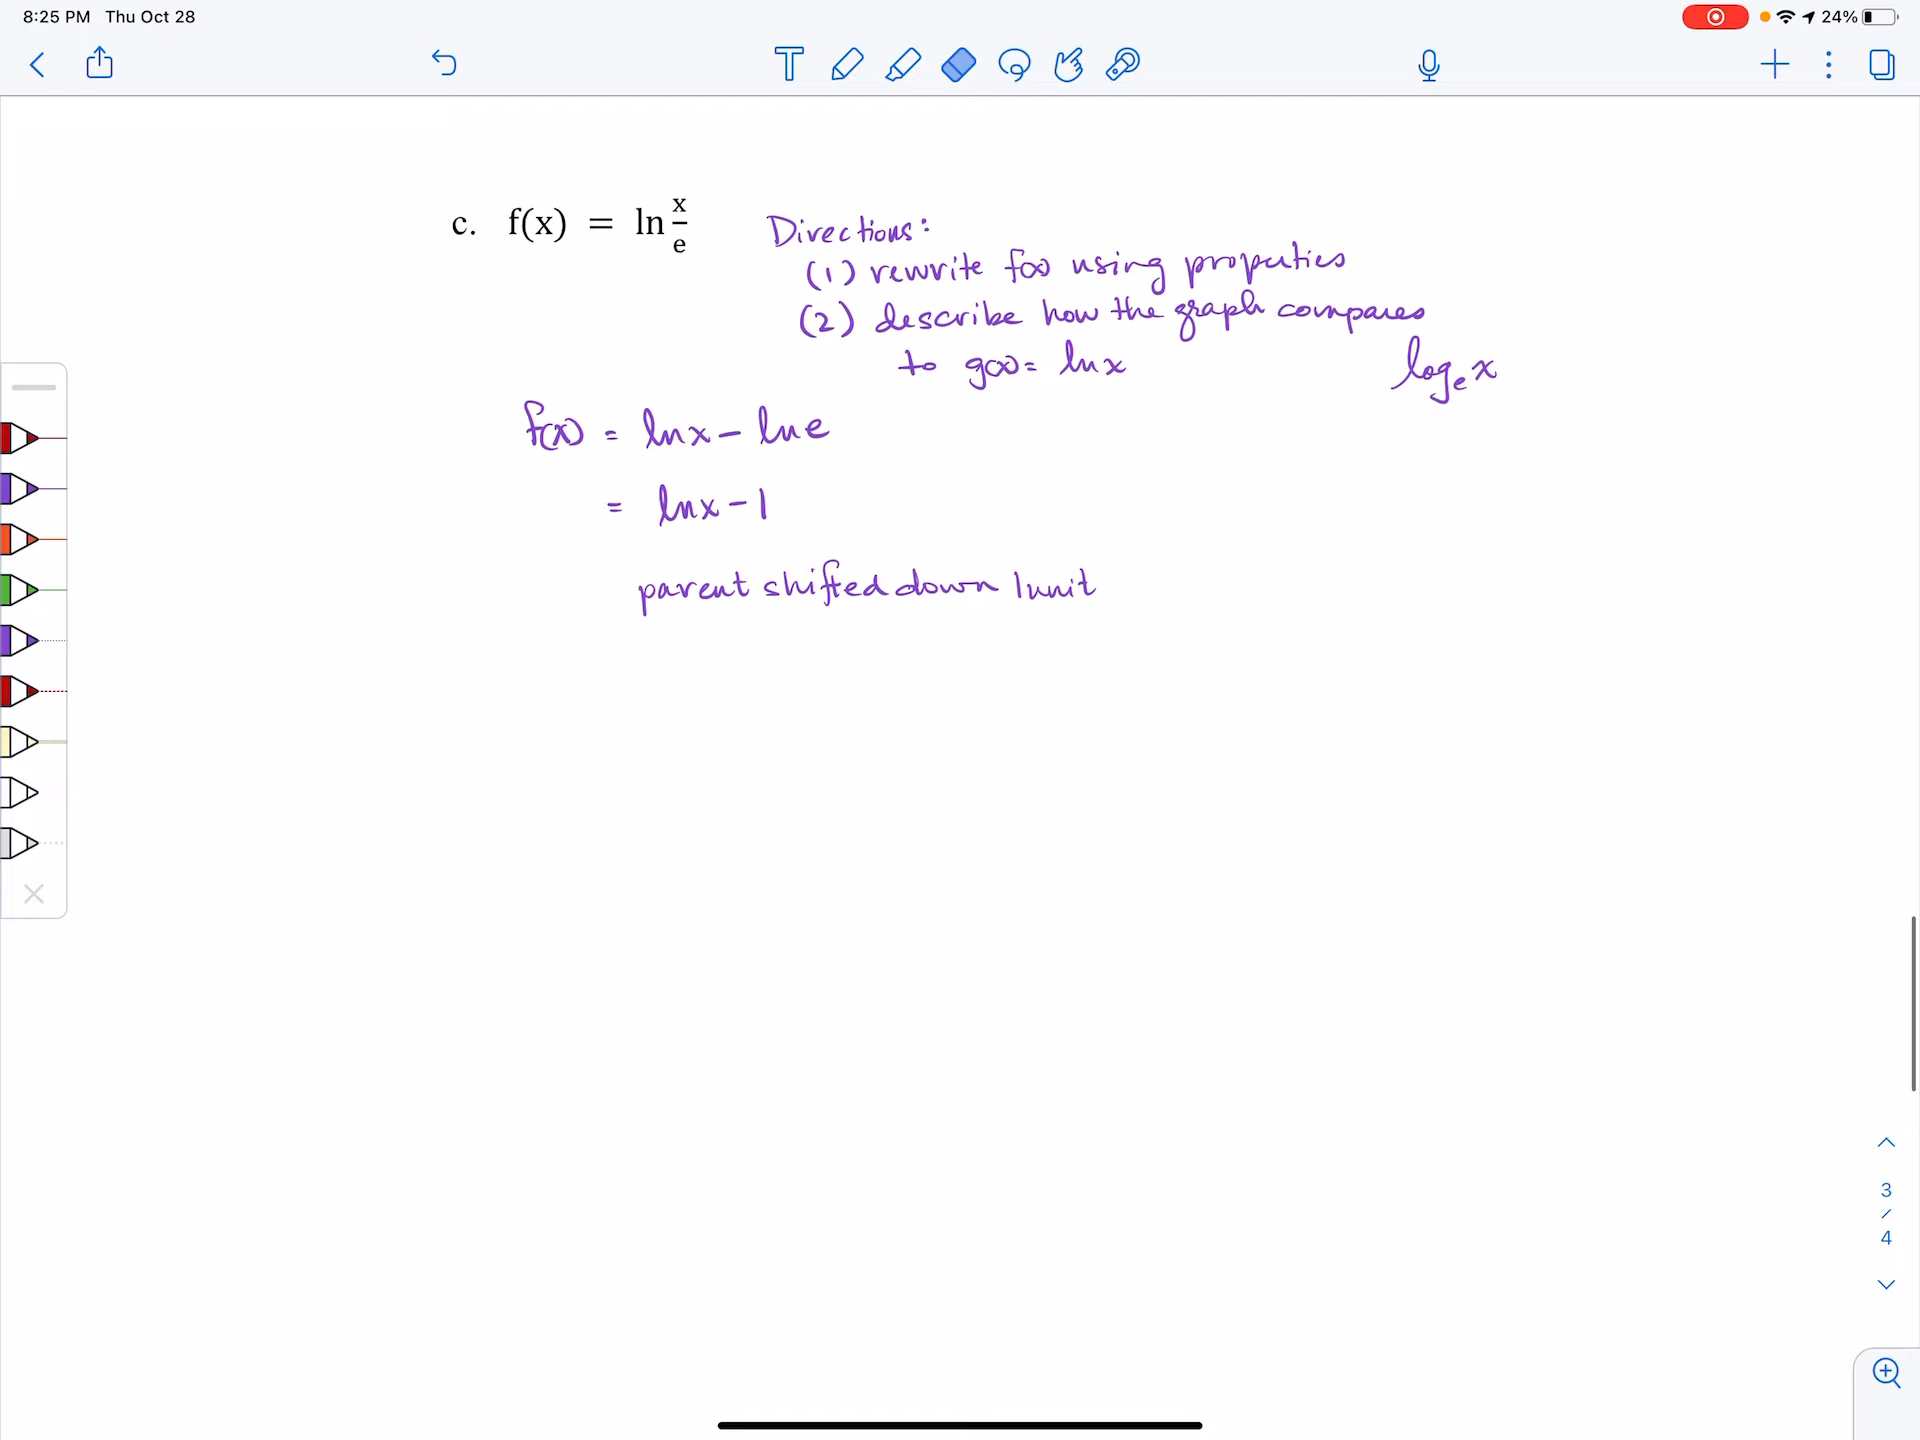 8:25 PM Thu Oct 28
24%
c. f(x) = ln x/e
Directions:
(1) rewrite f(x) using properties
(2) describe how the graph compares
to g(x) = ln x
log_e x
f(x) = ln x - ln e
= ln x - 1
parent shifted down 1 unit
3
/
4